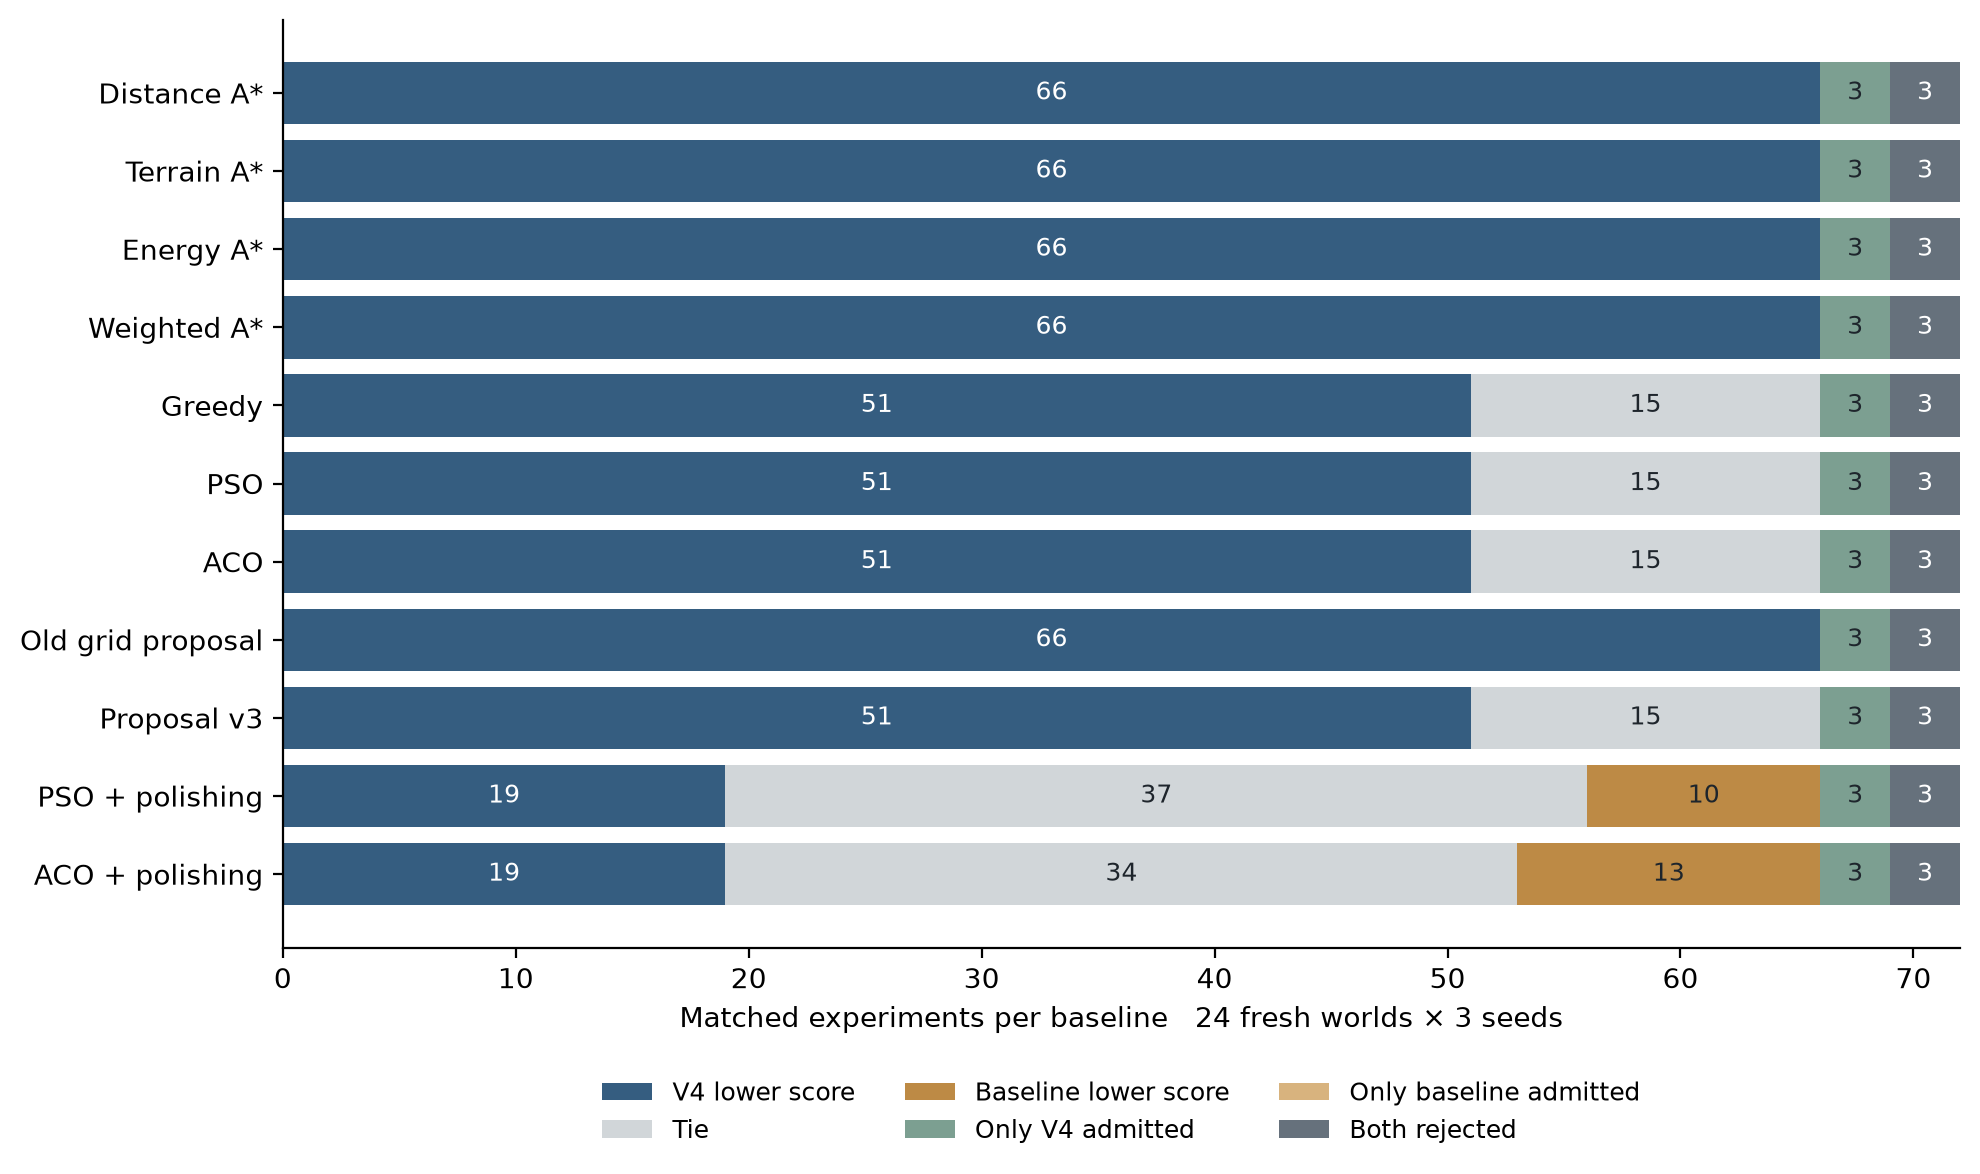 Distance A* 66 3 3
Terrain A* 66 3 3
Energy A* 66 3 3
Weighted A* 66 3 3
Greedy 51 15 3 3
PSO 51 15 3 3
ACO 51 15 3 3
Old grid proposal 66 3 3
Proposal v3 51 15 3 3
PSO + polishing 19 37 10 3 3
ACO + polishing 19 34 13 3 3
0 10 20 30 40 50 60 70
Matched experiments per baseline 24 fresh worlds × 3 seeds
V4 lower score Baseline lower score Only baseline admitted
Tie Only V4 admitted Both rejected